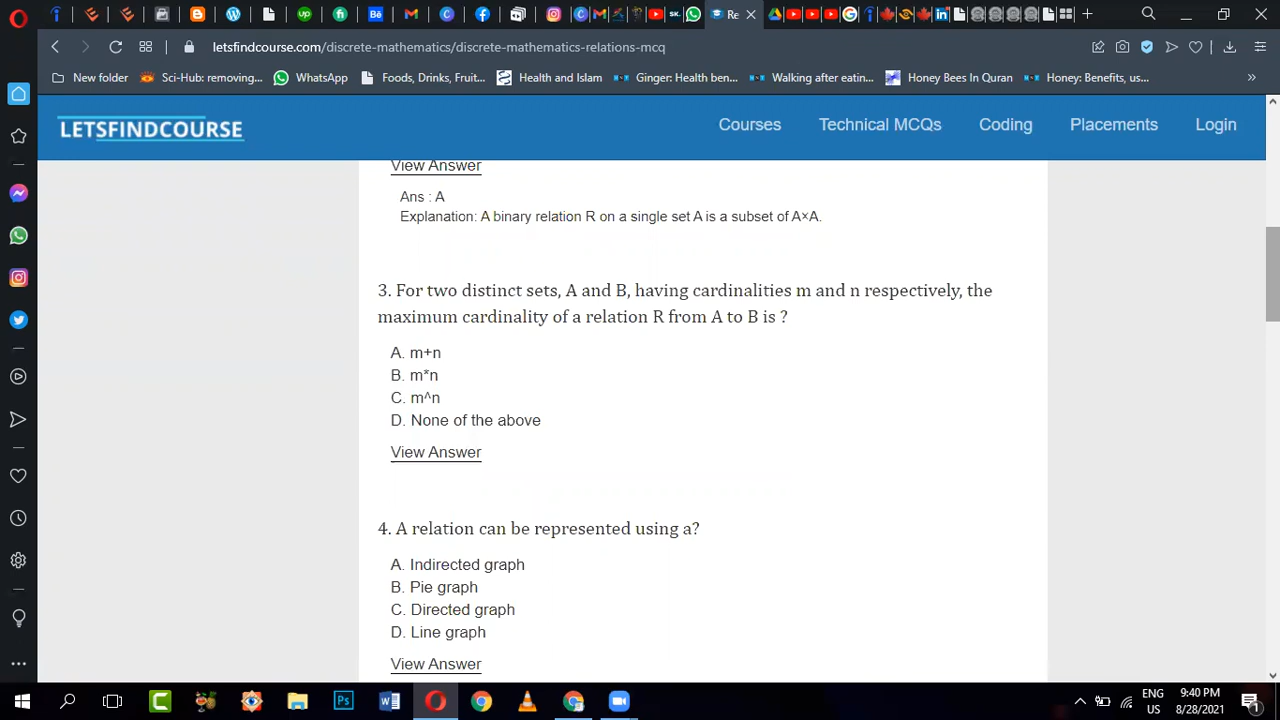 letsfindcourse.com/discrete-mathematics/discrete-mathematics-relations-mcq
New folder
Sci-Hub: removing...
WhatsApp
Foods, Drinks, Fruit...
Health and Islam
Ginger: Health ben...
Walking after eatin...
Honey Bees In Quran
Honey: Benefits, us...
LETSFINDCOURSE
Courses
Technical MCQs
Coding
Placements
Login
View Answer
Ans : A
Explanation: A binary relation R on a single set A is a subset of A×A.
3. For two distinct sets, A and B, having cardinalities m and n respectively, the
maximum cardinality of a relation R from A to B is ?
A. m+n
B. m*n
C. m^n
D. None of the above
View Answer
4. A relation can be represented using a?
A. Indirected graph
B. Pie graph
C. Directed graph
D. Line graph
View Answer
ENG
US
9:40 PM
8/28/2021